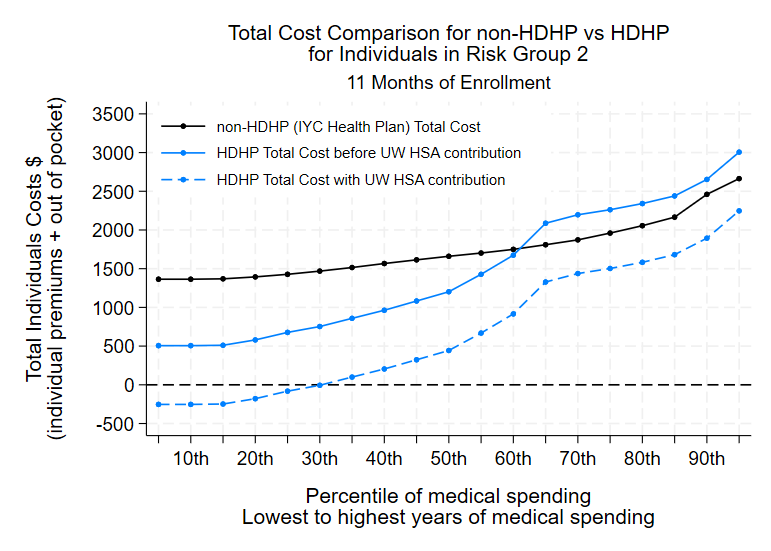 Total Cost Comparison for non-HDHP vs HDHP
for Individuals in Risk Group 2
11 Months of Enrollment
Total Individuals Costs $
(individual premiums + out of pocket)
3500
3000
2500
2000
1500
1000
500
0
-500
non-HDHP (IYC Health Plan) Total Cost
HDHP Total Cost before UW HSA contribution
HDHP Total Cost with UW HSA contribution
10th 20th 30th 40th 50th 60th 70th 80th 90th
Percentile of medical spending
Lowest to highest years of medical spending